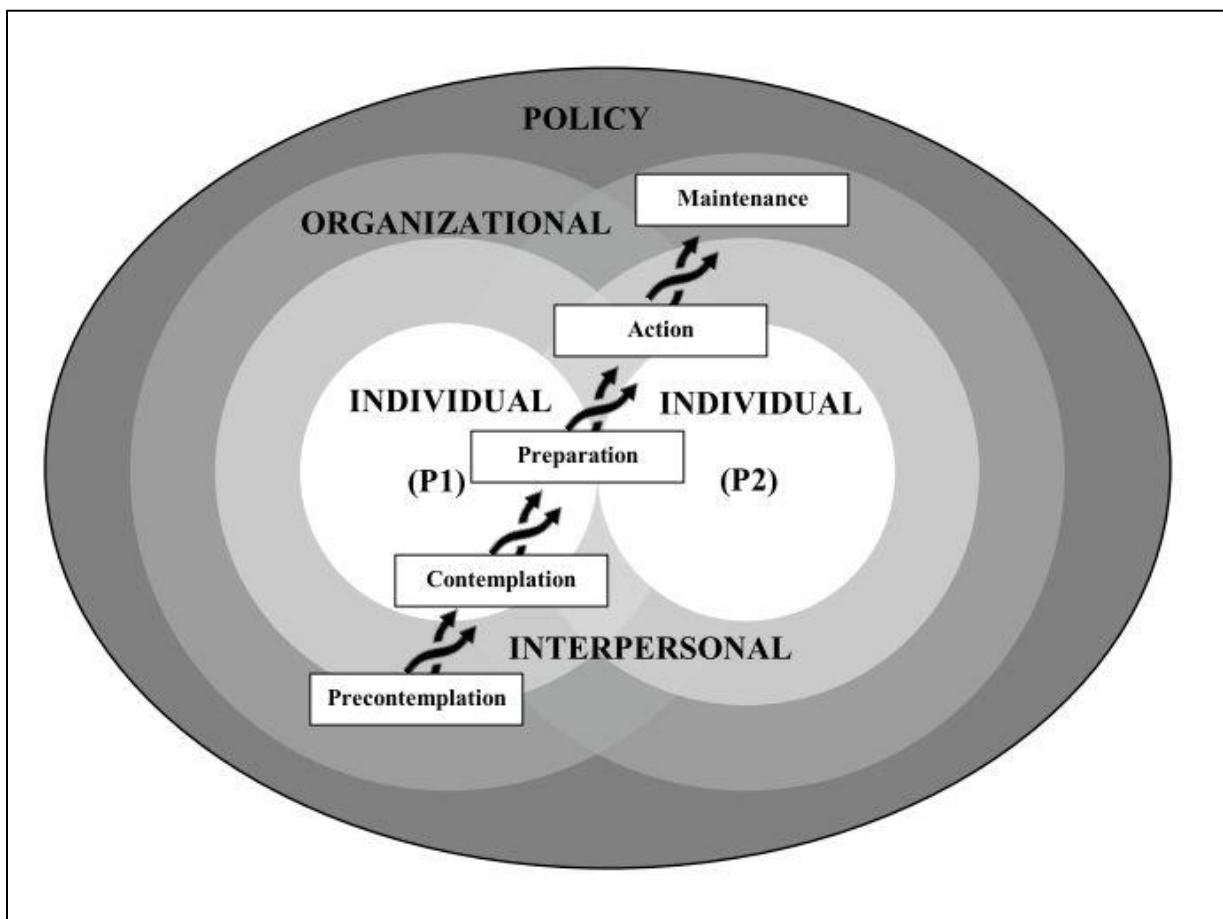 POLICY
Maintenance
ORGANIZATIONAL
Action
INDIVIDUAL
INDIVIDUAL
Preparation
(P1)
(P2)
Contemplation
INTERPERSONAL
Precontemplation